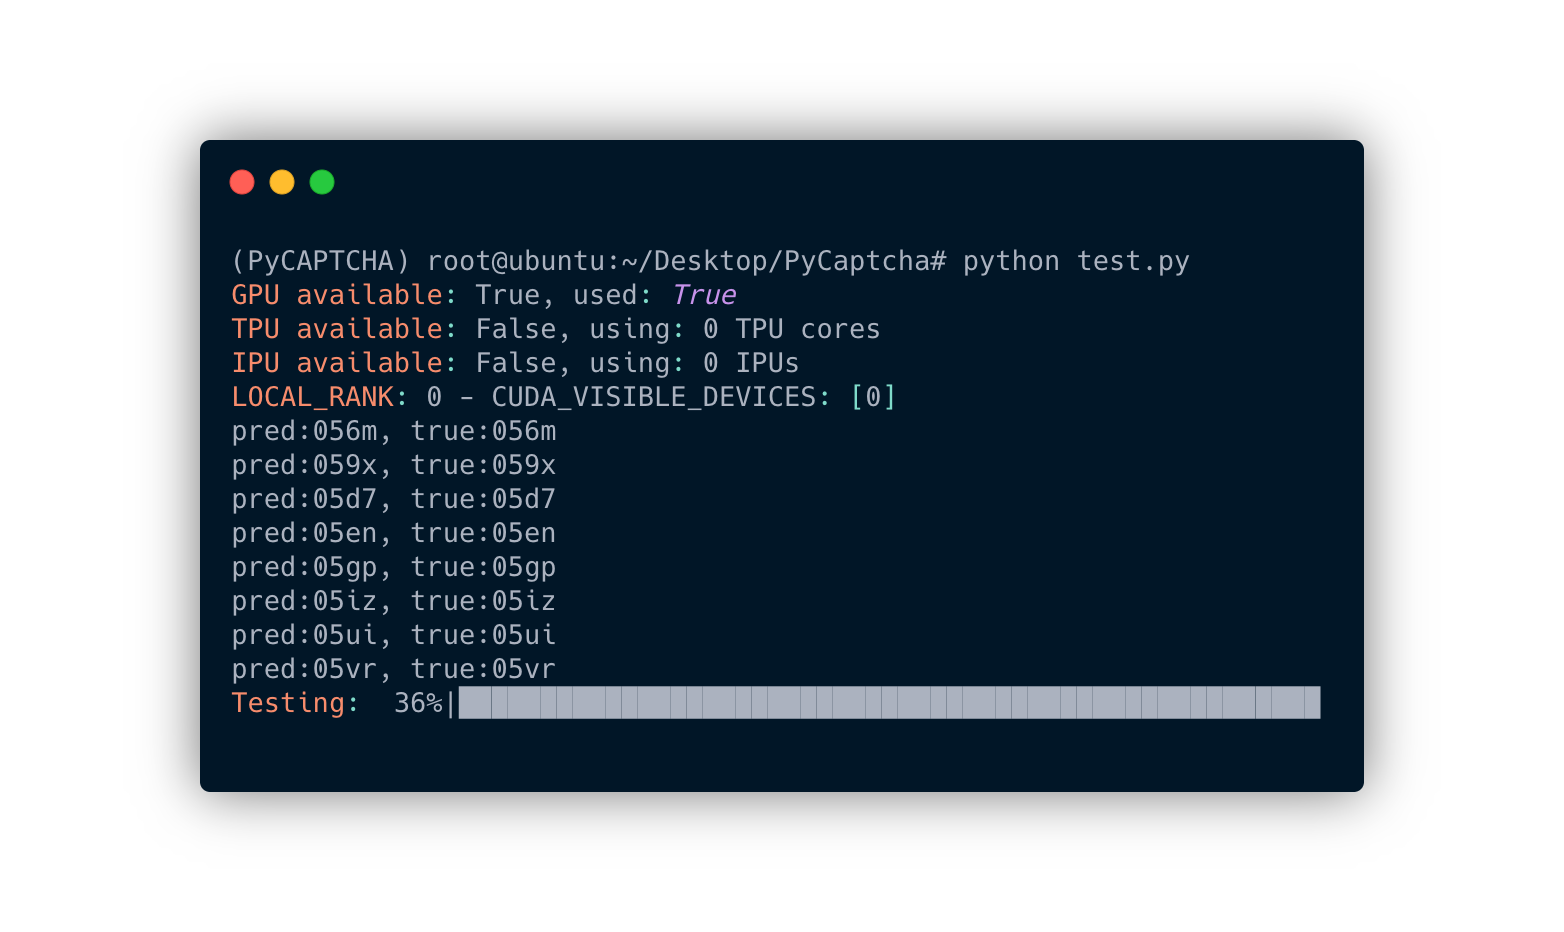 (PyCAPTCHA) root@ubuntu:~/Desktop/PyCaptcha# python test.py
GPU available: True, used: True
TPU available: False, using: 0 TPU cores
IPU available: False, using: 0 IPUs
LOCAL_RANK: 0 - CUDA_VISIBLE_DEVICES: [0]
pred:056m, true:056m
pred:059x, true:059x
pred:05d7, true:05d7
pred:05en, true:05en
pred:05gp, true:05gp
pred:05iz, true:05iz
pred:05ui, true:05ui
pred:05vr, true:05vr
Testing:  36%|